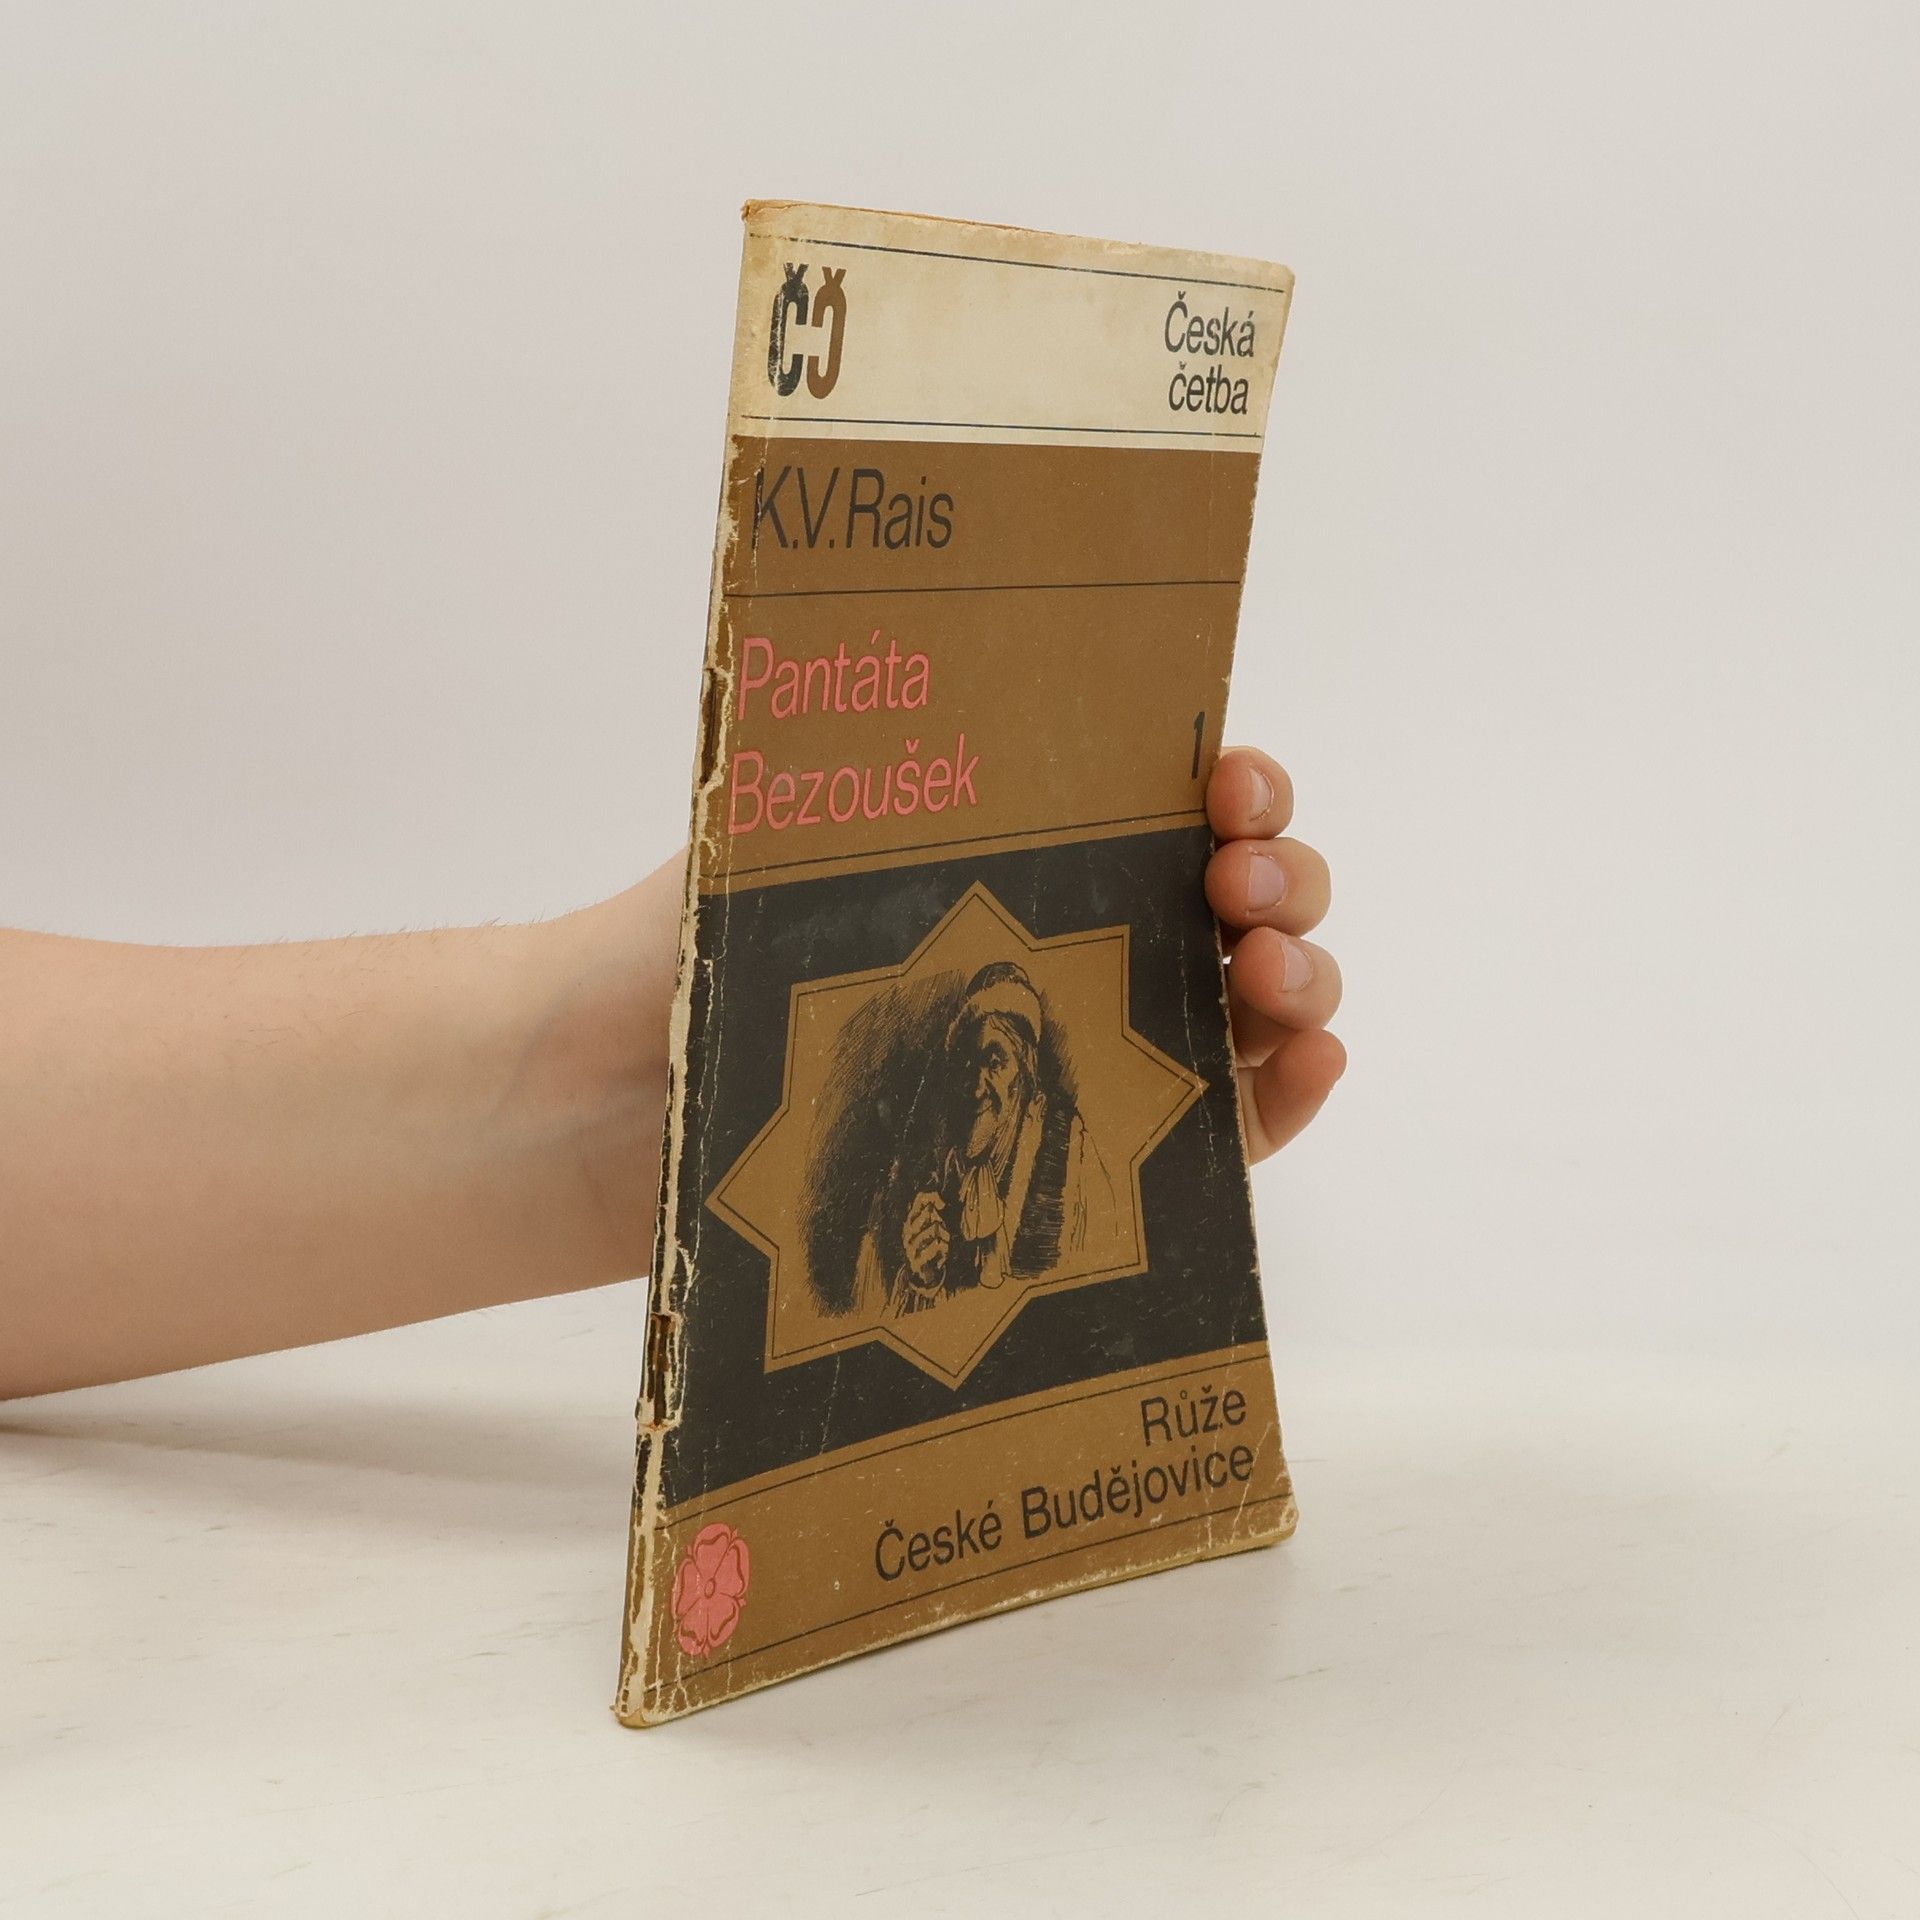 ČČ
Česká
četba
K.V. Rais
Pantáta
Bezoušek
1
Růže
České Budějovice